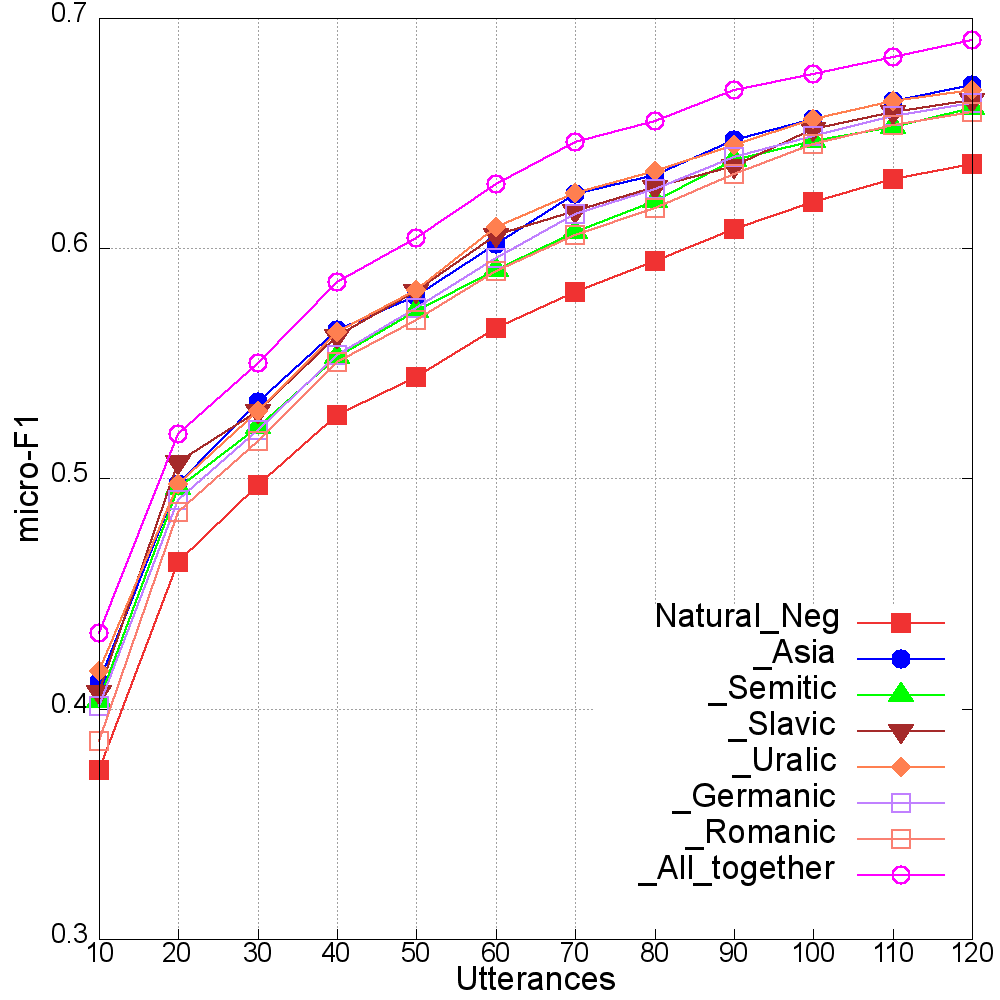 0.7
0.6
0.5
0.4
0.3
micro-F1
Natural_Neg
_Asia
_Semitic
_Slavic
_Uralic
_Germanic
_Romanic
_All_together
10 20 30 40 50 60 70 80 90 100 110 120
Utterances